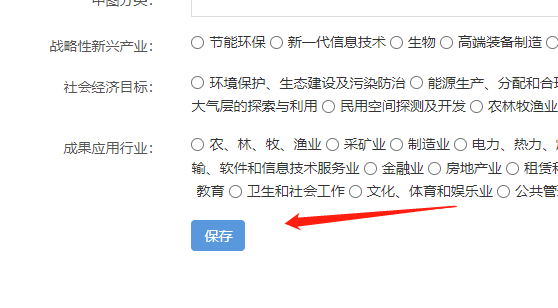 中图分类：
战略性新兴产业： 节能环保 新一代信息技术 生物 高端装备制造
社会经济目标： 环境保护、生态建设及污染防治 能源生产、分配和合
大气层的探索与利用 民用空间探测及开发 农林牧渔业
成果应用行业： 农、林、牧、渔业 采矿业 制造业 电力、热力、
输、软件和信息技术服务业 金融业 房地产业 租赁
教育 卫生和社会工作 文化、体育和娱乐业 公共管
保存